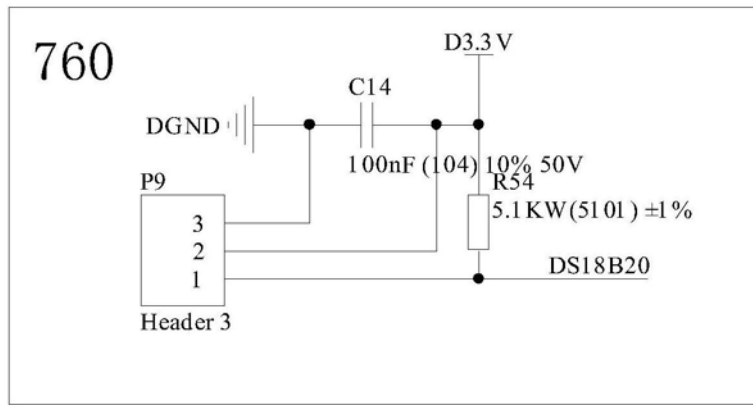 760
D3.3V
C14
DGND
100nF (104) 10% 50V
P9
R54
5.1KW(5101) ±1%
3
2
1
DS18B20
Header 3